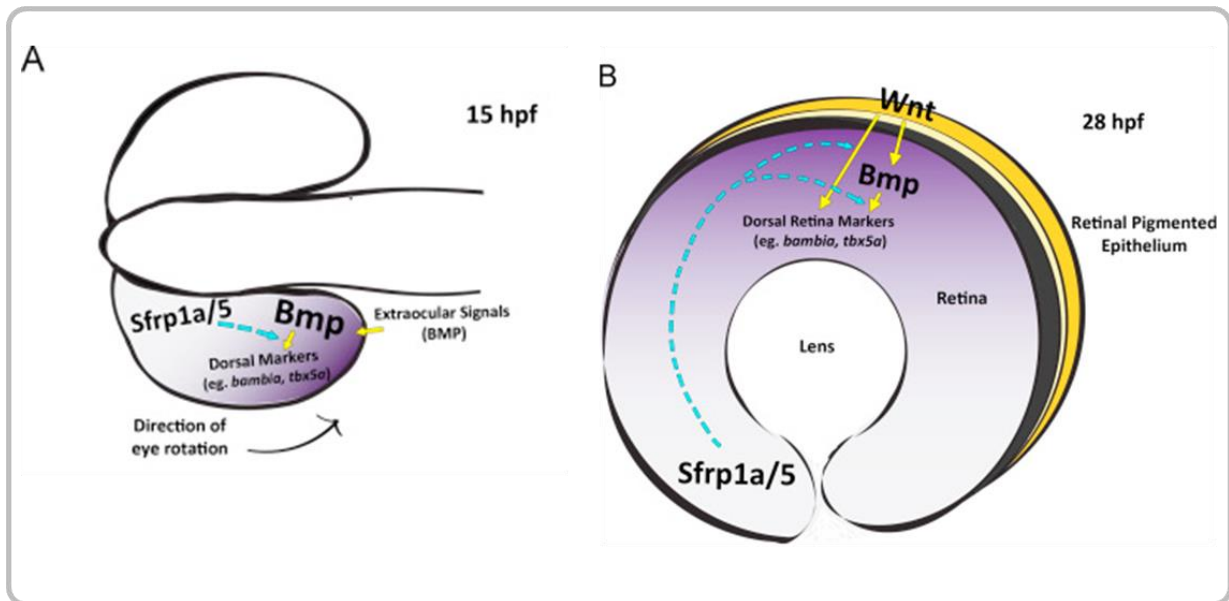 A
15 hpf
Sfrp1a/5
Bmp
Extraocular Signals
(BMP)
Dorsal Markers
(eg. bambia, tbx5a)
Direction of
eye rotation
B
Wnt
28 hpf
Bmp
Dorsal Retina Markers
(eg. bambia, tbx5a)
Retinal Pigmented
Epithelium
Retina
Lens
Sfrp1a/5